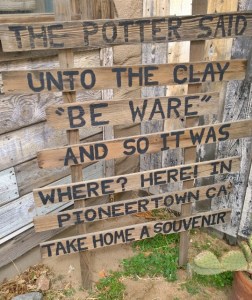 THE POTTER SAID
UNTO THE CLAY
"BE WARE"
AND SO IT WAS
WHERE? HERE! IN
PIONEERTOWN CA.
TAKE HOME A SOUVENIR